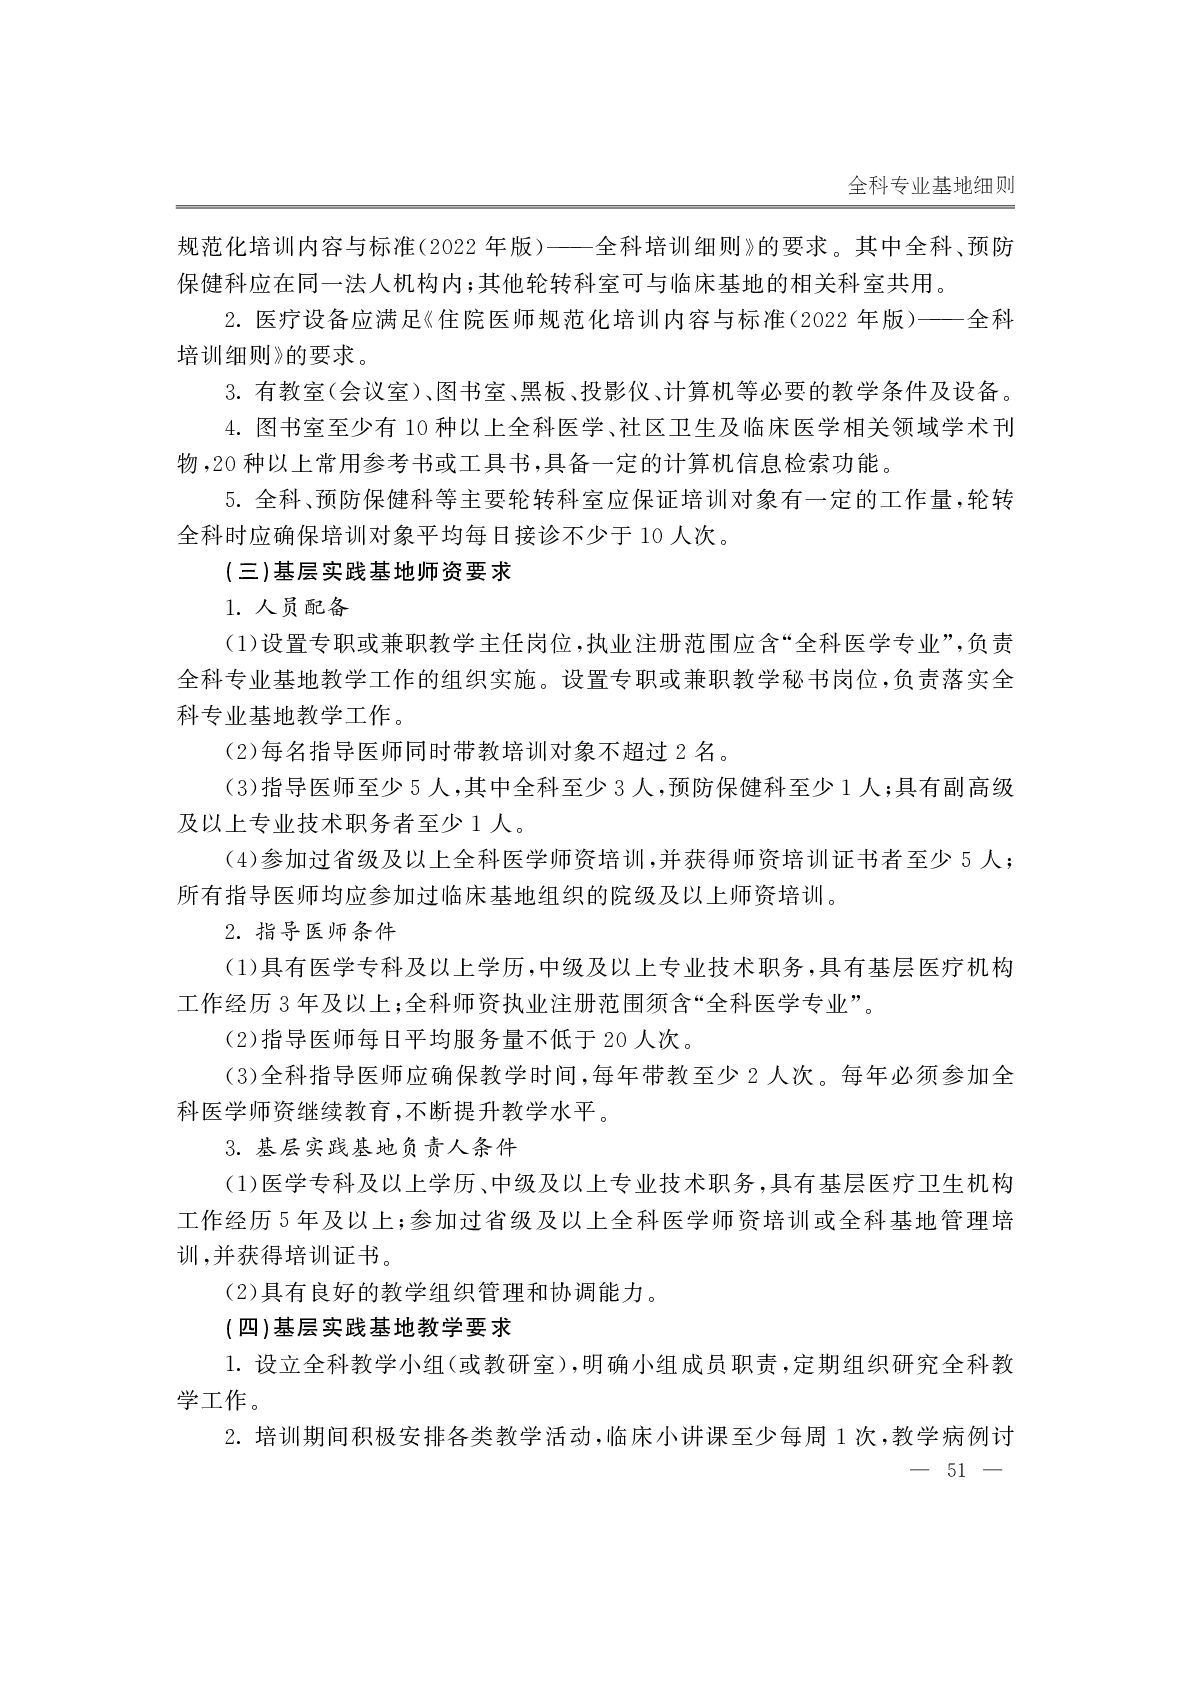 全科专业基地细则
规范化培训内容与标准(2022 年版)——全科培训细则》的要求。其中全科、预防
保健科应在同一法人机构内;其他轮转科室可与临床基地的相关科室共用。
2. 医疗设备应满足《住院医师规范化培训内容与标准(2022 年版)——全科
培训细则》的要求。
3. 有教室(会议室)、图书室、黑板、投影仪、计算机等必要的教学条件及设备。
4. 图书室至少有 10 种以上全科医学、社区卫生及临床医学相关领域学术刊
物,20 种以上常用参考书或工具书,具备一定的计算机信息检索功能。
5. 全科、预防保健科等主要轮转科室应保证培训对象有一定的工作量,轮转
全科时应确保培训对象平均每日接诊不少于 10 人次。
(三)基层实践基地师资要求
1. 人员配备
(1)设置专职或兼职教学主任岗位,执业注册范围应含“全科医学专业”,负责
全科专业基地教学工作的组织实施。设置专职或兼职教学秘书岗位,负责落实全
科专业基地教学工作。
(2)每名指导医师同时带教培训对象不超过 2 名。
(3)指导医师至少 5 人,其中全科至少 3 人,预防保健科至少 1 人;具有副高级
及以上专业技术职务者至少 1 人。
(4)参加过省级及以上全科医学师资培训,并获得师资培训证书者至少 5 人;
所有指导医师均应参加过临床基地组织的院级及以上师资培训。
2. 指导医师条件
(1)具有医学专科及以上学历,中级及以上专业技术职务,具有基层医疗机构
工作经历 3 年及以上;全科师资执业注册范围须含“全科医学专业”。
(2)指导医师每日平均服务量不低于 20 人次。
(3)全科指导医师应确保教学时间,每年带教至少 2 人次。每年必须参加全
科医学师资继续教育,不断提升教学水平。
3. 基层实践基地负责人条件
(1)医学专科及以上学历、中级及以上专业技术职务,具有基层医疗卫生机构
工作经历 5 年及以上;参加过省级及以上全科医学师资培训或全科基地管理培
训,并获得培训证书。
(2)具有良好的教学组织管理和协调能力。
(四)基层实践基地教学要求
1. 设立全科教学小组(或教研室),明确小组成员职责,定期组织研究全科教
学工作。
2. 培训期间积极安排各类教学活动,临床小讲课至少每周 1 次,教学病例讨
— 51 —